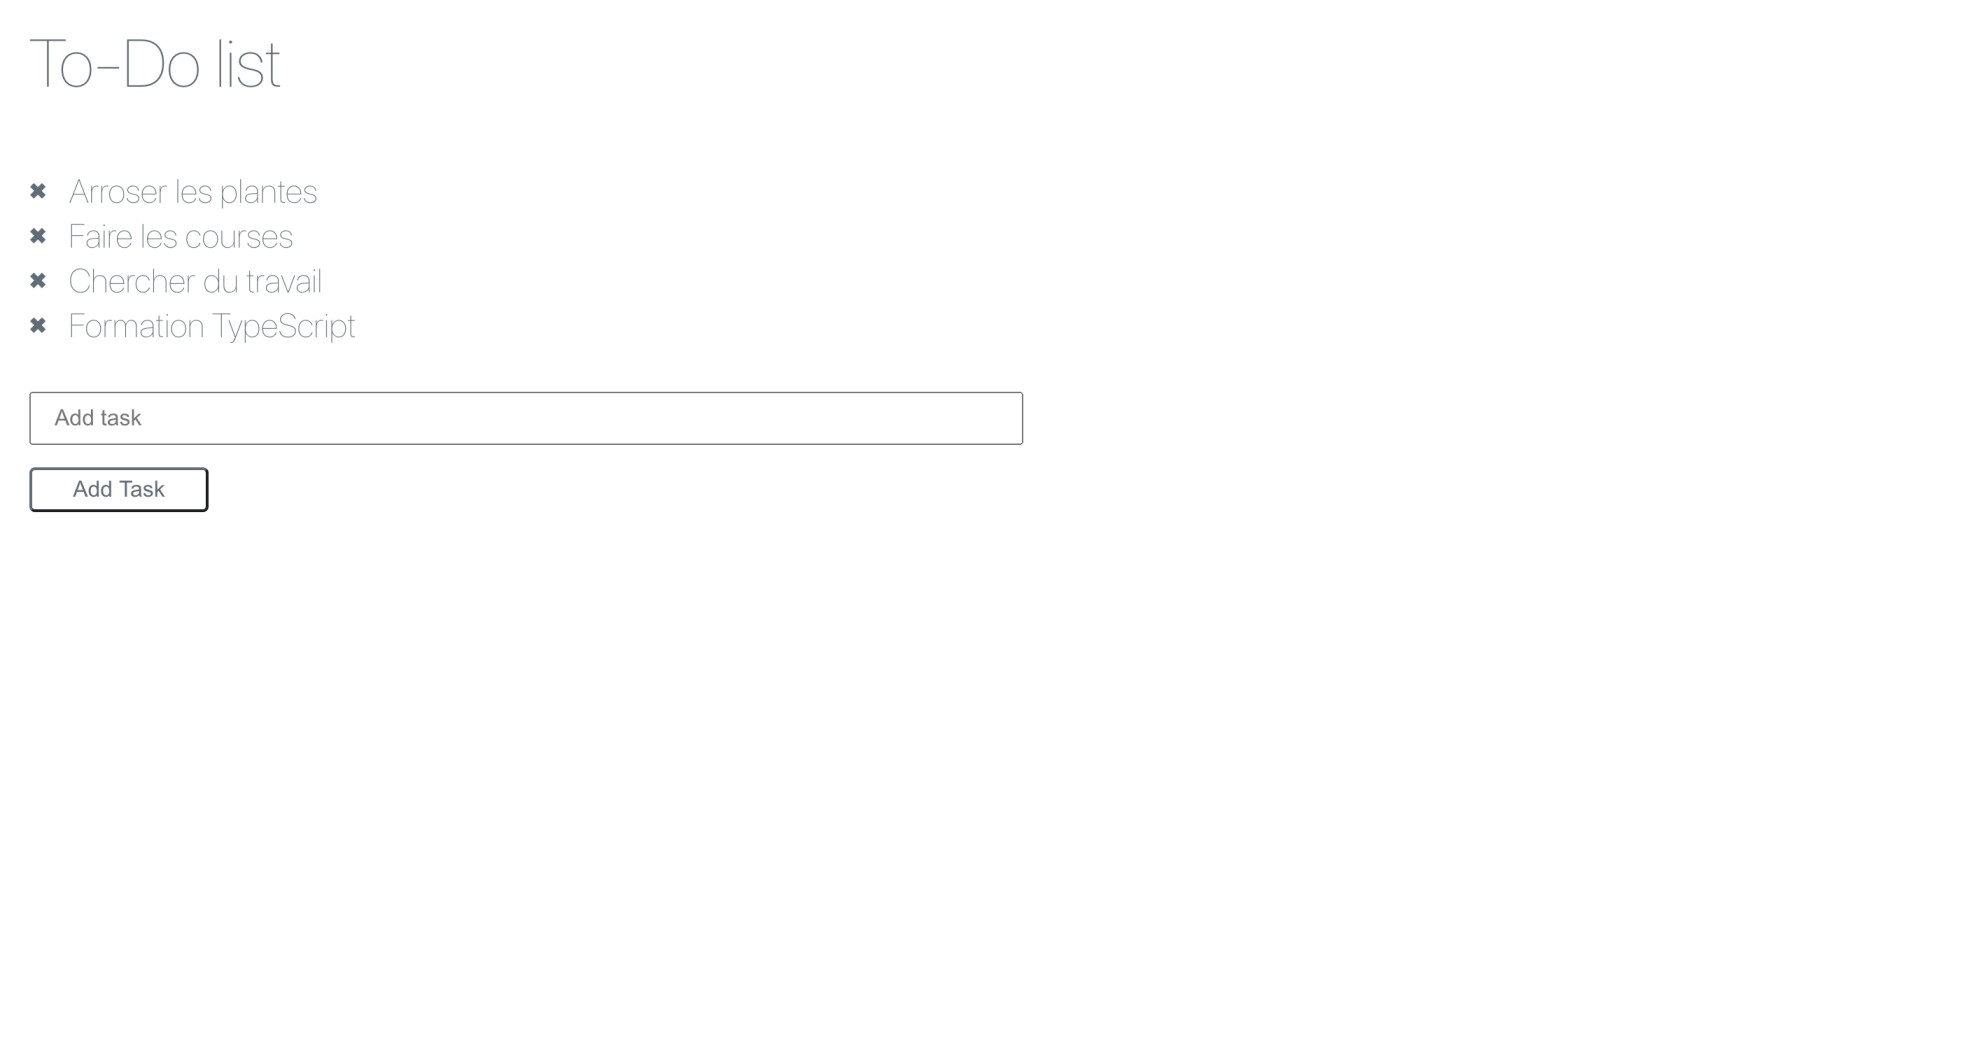 To-Do list
✖ Arroser les plantes
✖ Faire les courses
✖ Chercher du travail
✖ Formation TypeScript
Add task
Add Task